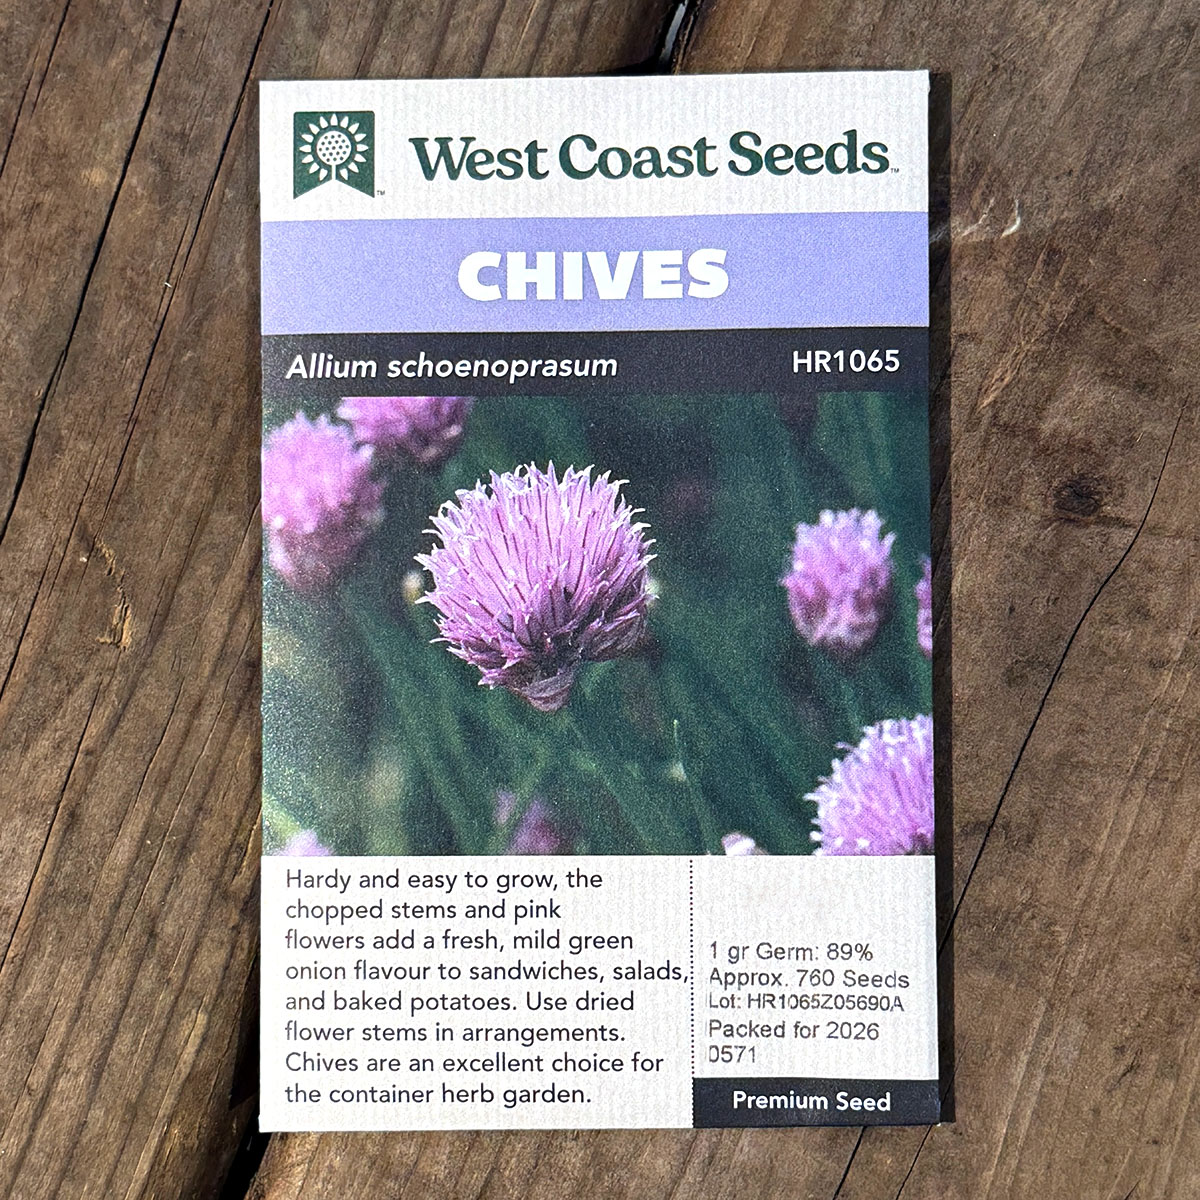 West Coast Seeds™
CHIVES
Allium schoenoprasum HR1065
Hardy and easy to grow, the
chopped stems and pink
flowers add a fresh, mild green
onion flavour to sandwiches, salads,
and baked potatoes. Use dried
flower stems in arrangements.
Chives are an excellent choice for
the container herb garden.
1 gr Germ: 89%
Approx. 760 Seeds
Lot: HR1065Z05690A
Packed for 2026
0571
Premium Seed